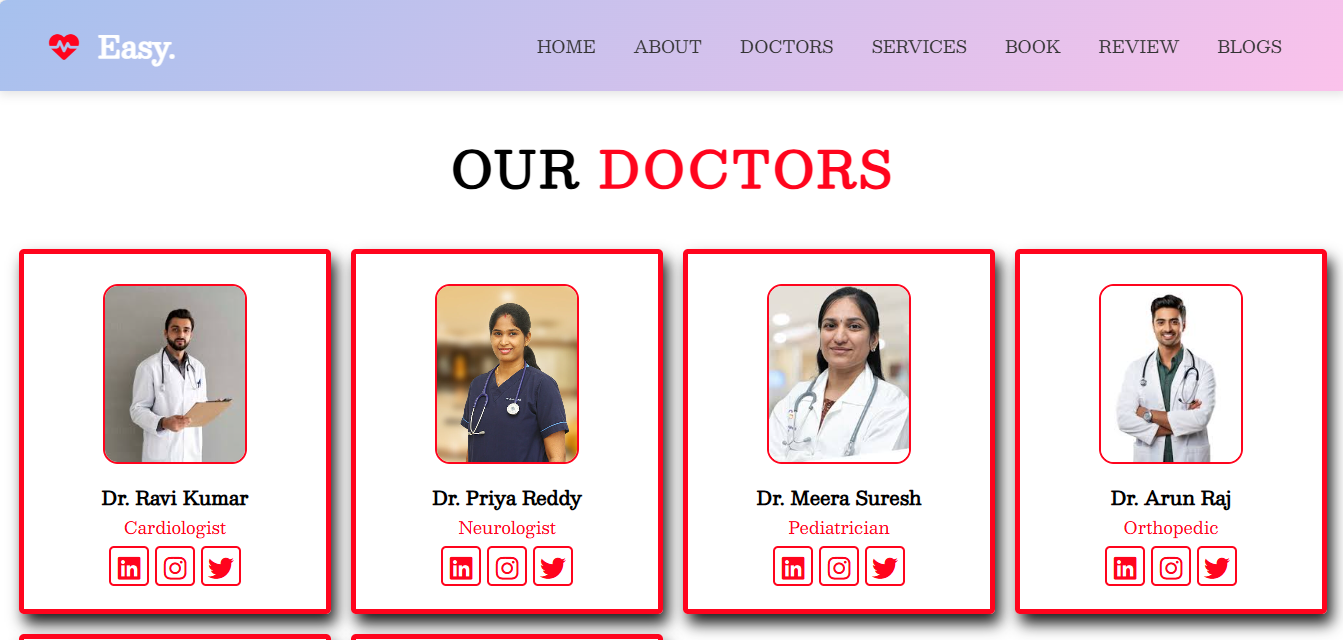 Easy.
HOME ABOUT DOCTORS SERVICES BOOK REVIEW BLOGS
OUR DOCTORS
Dr. Ravi Kumar
Cardiologist
Dr. Priya Reddy
Neurologist
Dr. Meera Suresh
Pediatrician
Dr. Arun Raj
Orthopedic